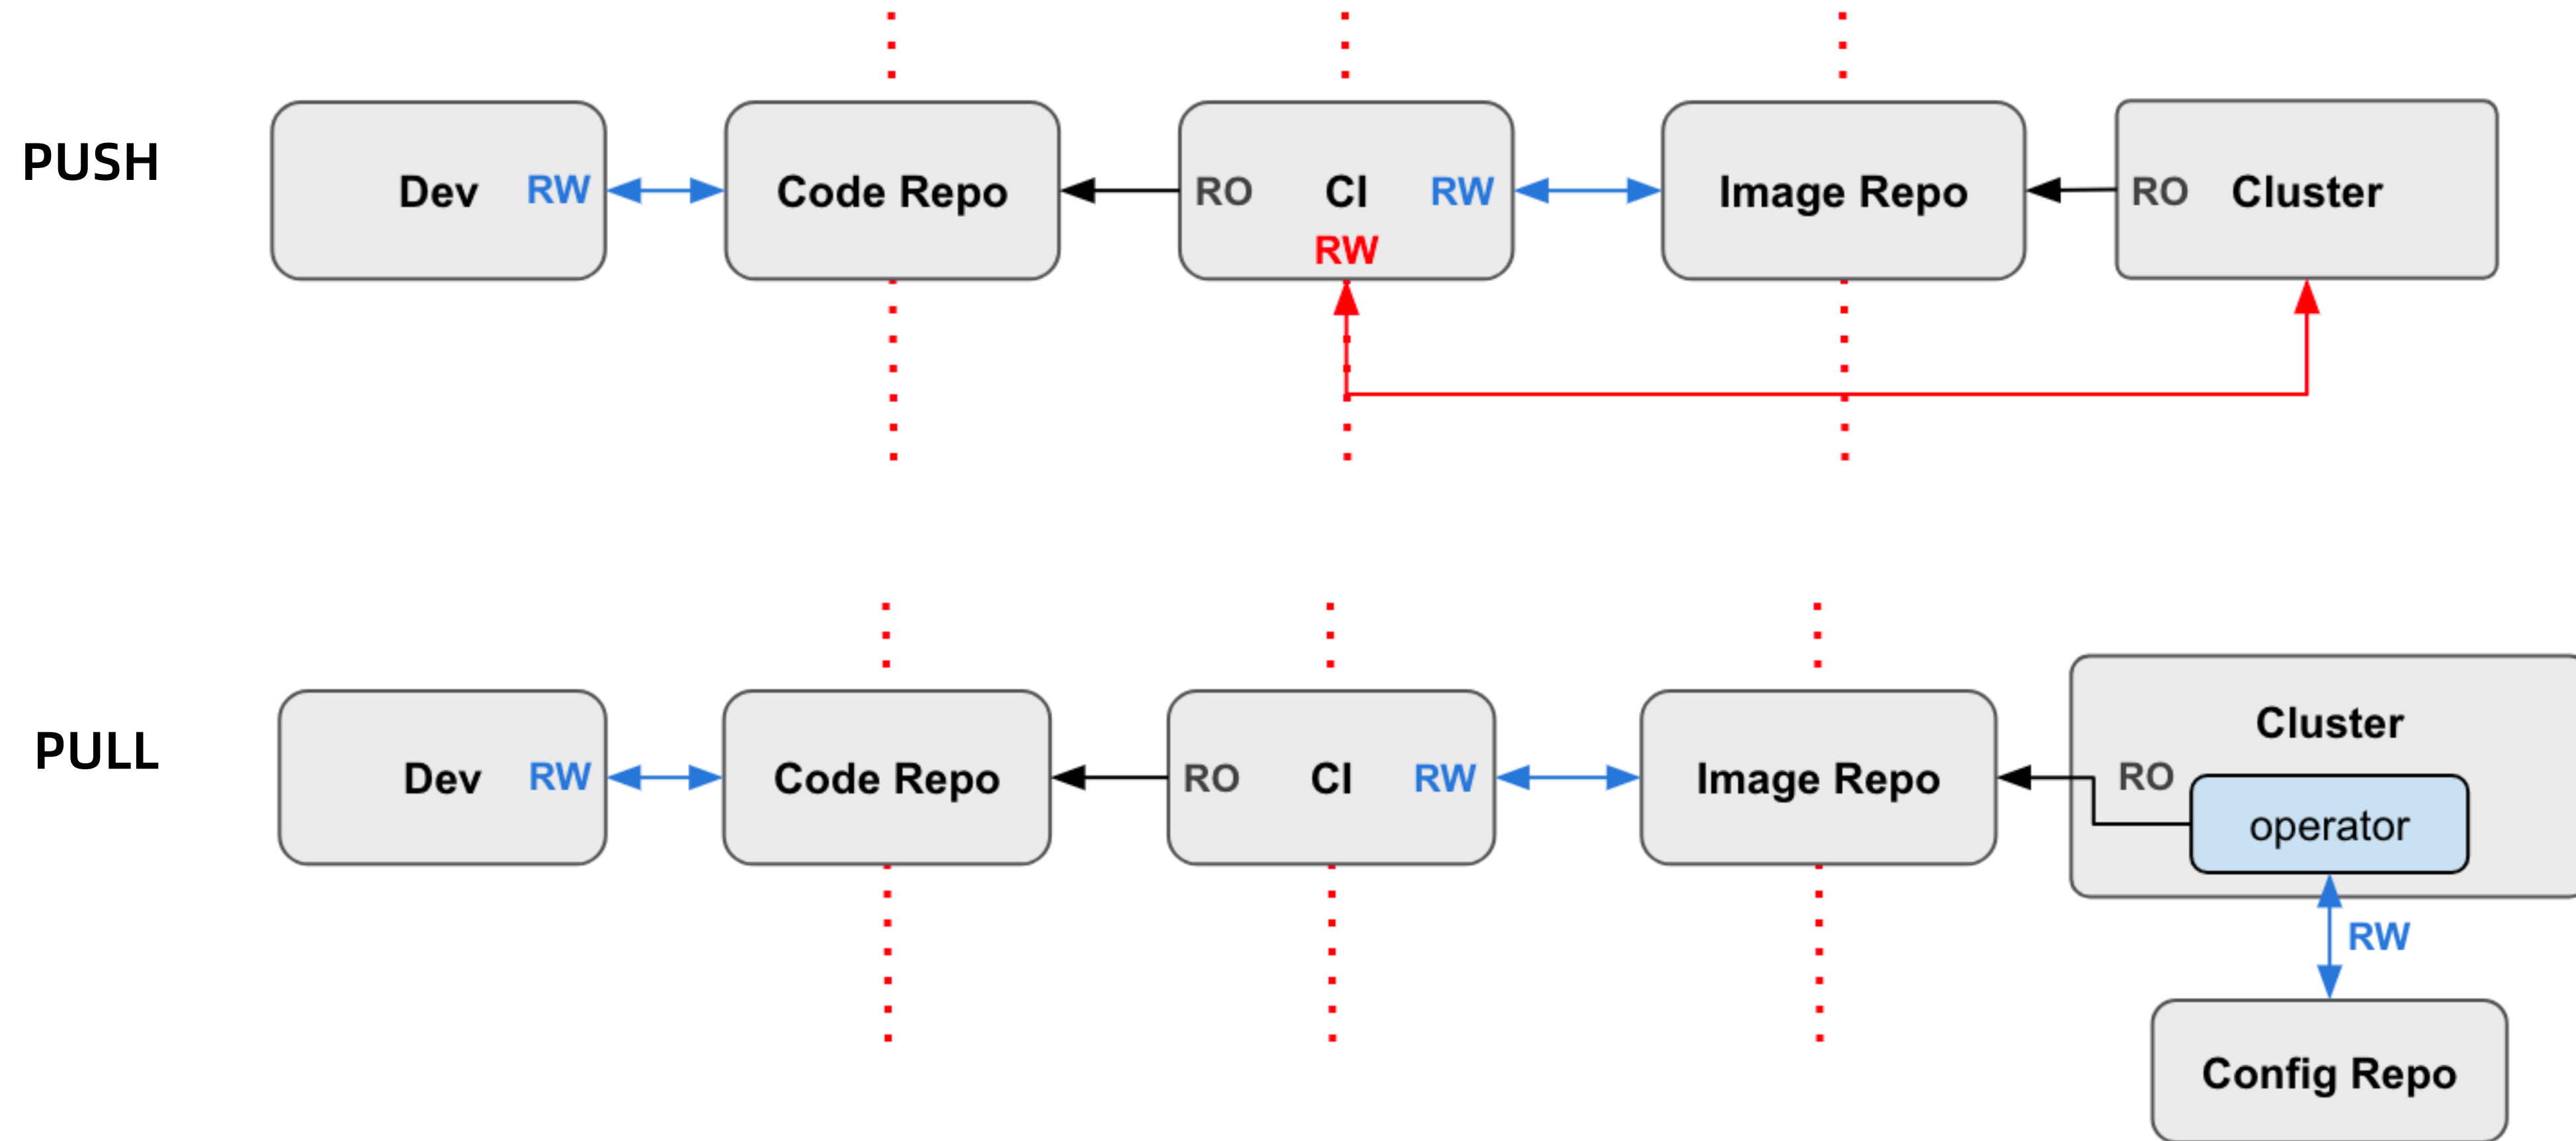 PUSH
Dev RW
Code Repo
RO CI RW
RW
Image Repo
RO Cluster
PULL
Dev RW
Code Repo
RO CI RW
Image Repo
Cluster
RO
operator
RW
Config Repo